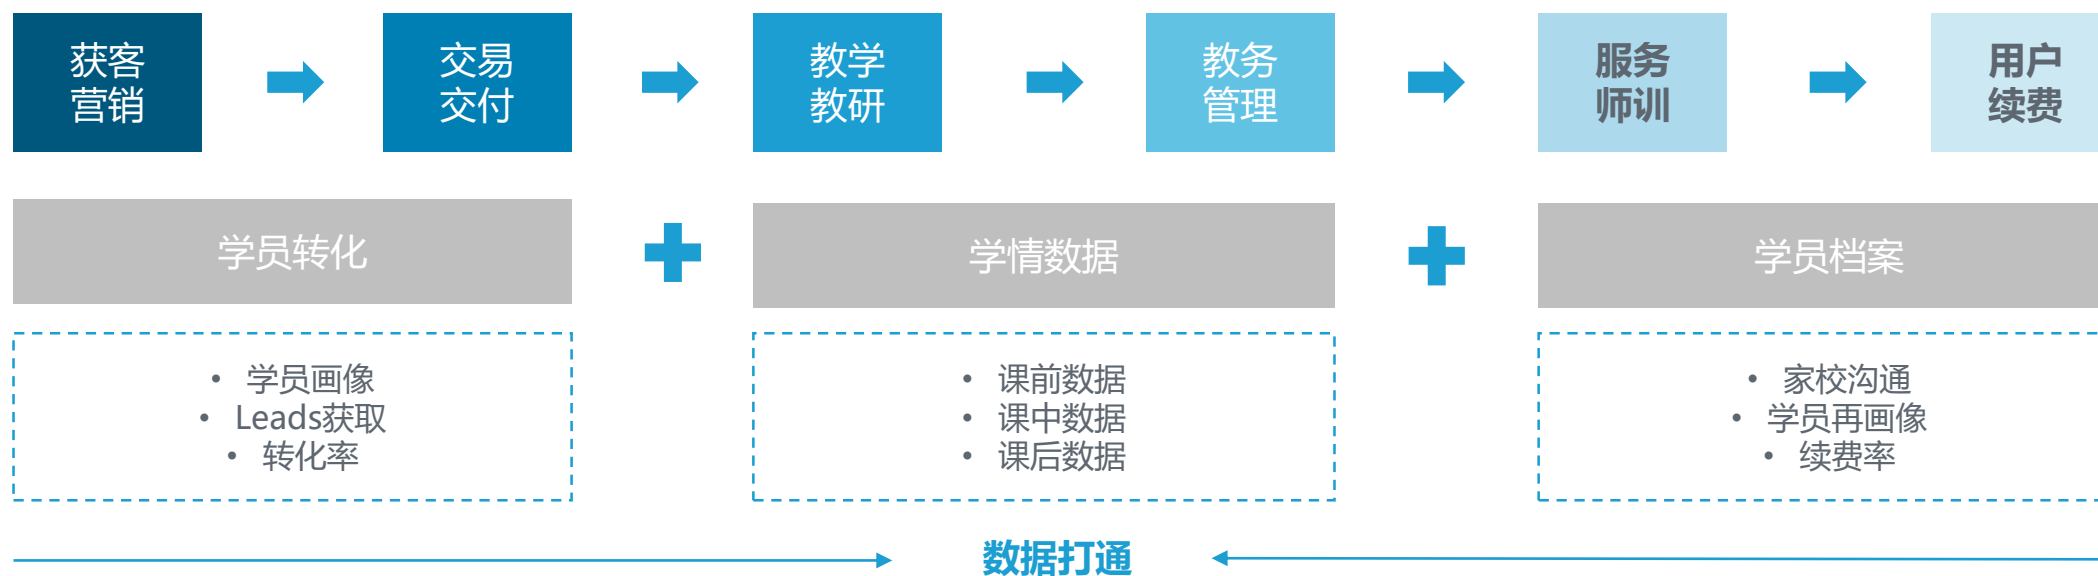 获客
营销
交易
交付
教学
教研
教务
管理
服务
师训
用户
续费
学员转化
学情数据
学员档案
• 学员画像
• Leads获取
• 转化率
• 课前数据
• 课中数据
• 课后数据
• 家校沟通
• 学员再画像
• 续费率
数据打通